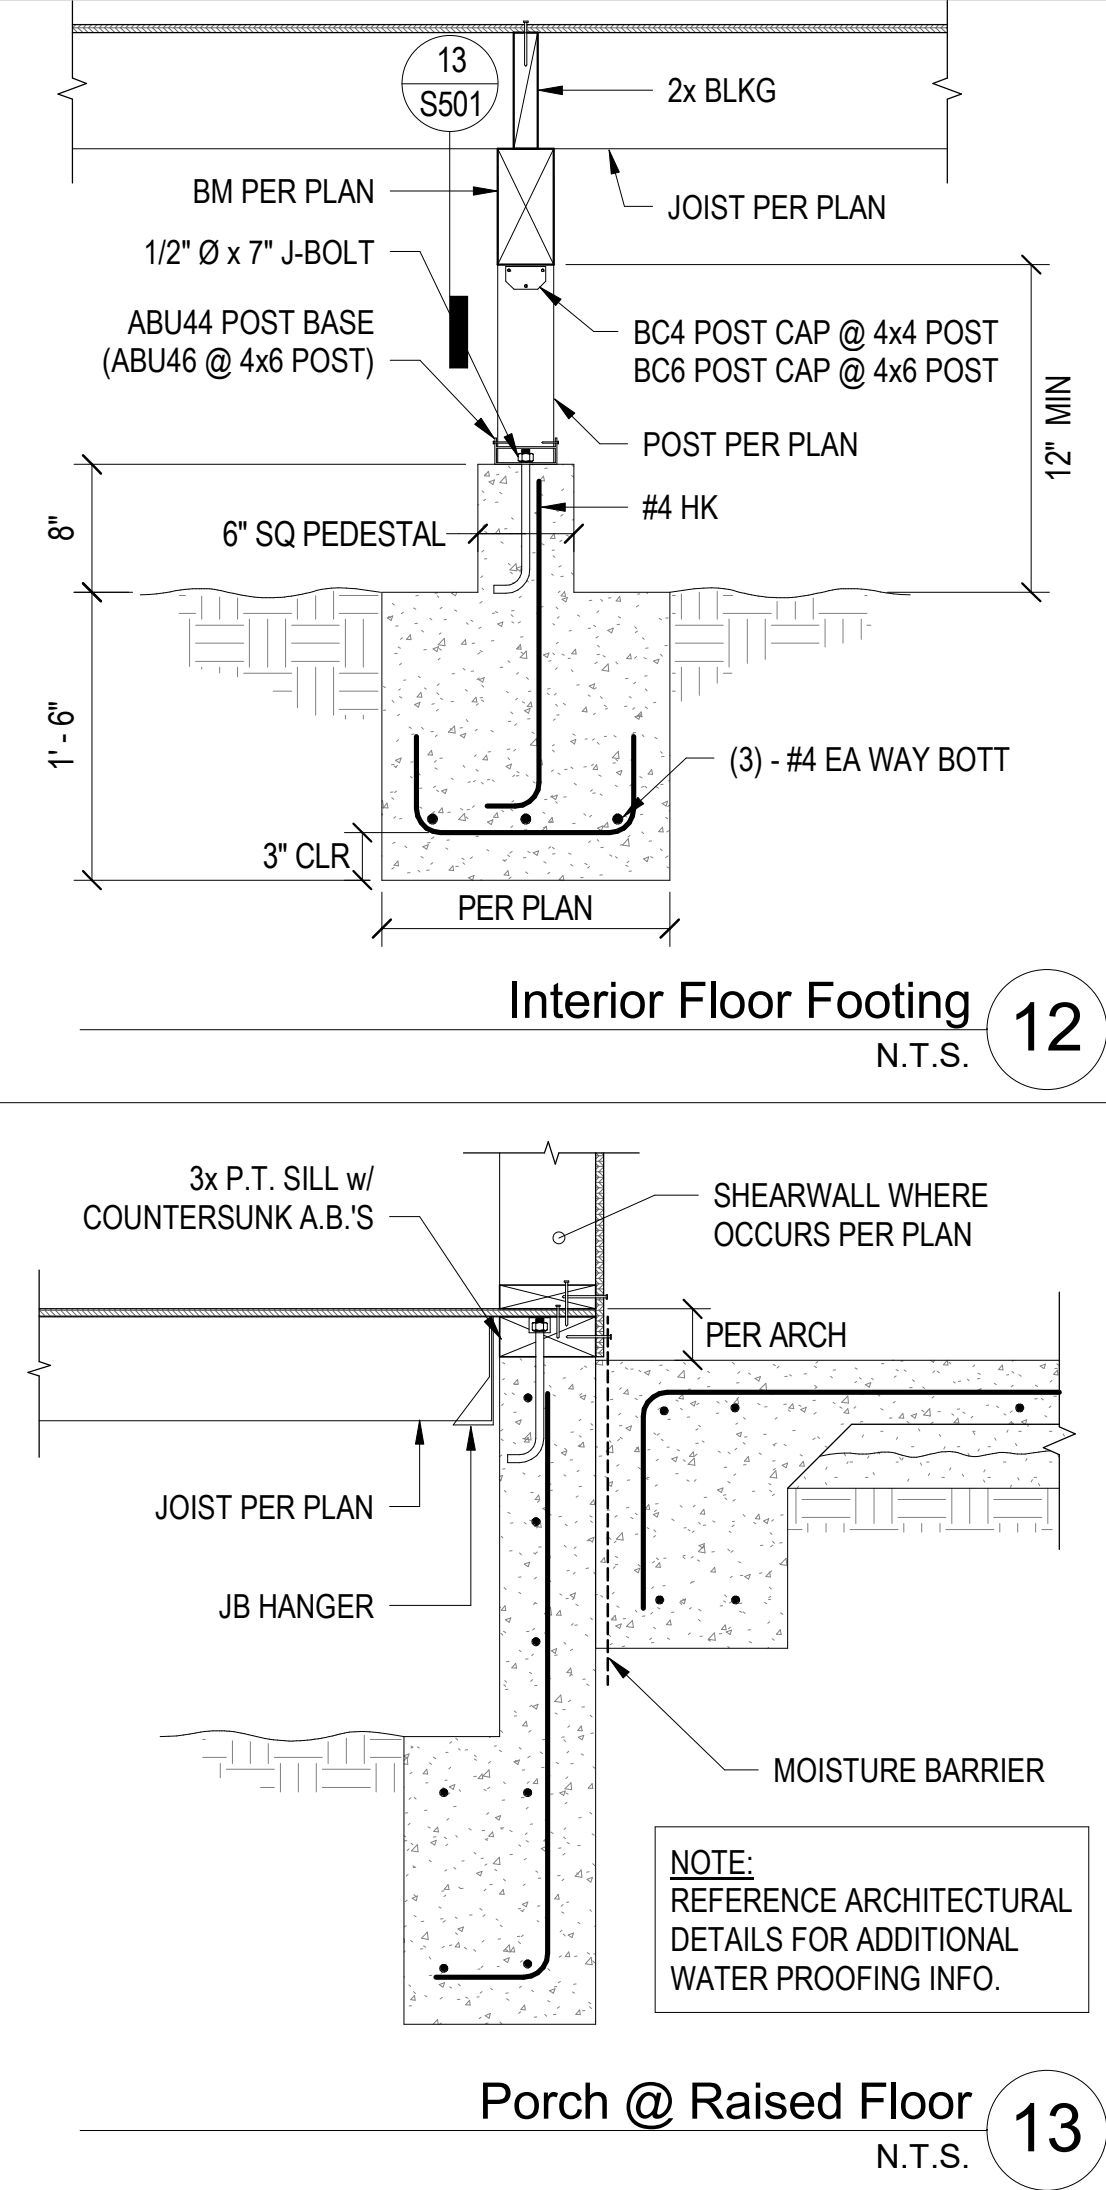 13
S501
2x BLKG
BM PER PLAN
JOIST PER PLAN
1/2" Ø x 7" J-BOLT
ABU44 POST BASE
(ABU46 @ 4x6 POST)
BC4 POST CAP @ 4x4 POST
BC6 POST CAP @ 4x6 POST
12" MIN
POST PER PLAN
8"
#4 HK
6" SQ PEDESTAL
1' - 6"
(3) - #4 EA WAY BOTT
3" CLR
PER PLAN
Interior Floor Footing
12
N.T.S.
3x P.T. SILL w/
COUNTERSUNK A.B.'S
SHEARWALL WHERE
OCCURS PER PLAN
PER ARCH
JOIST PER PLAN
JB HANGER
MOISTURE BARRIER
NOTE:
REFERENCE ARCHITECTURAL
DETAILS FOR ADDITIONAL
WATER PROOFING INFO.
Porch @ Raised Floor
13
N.T.S.